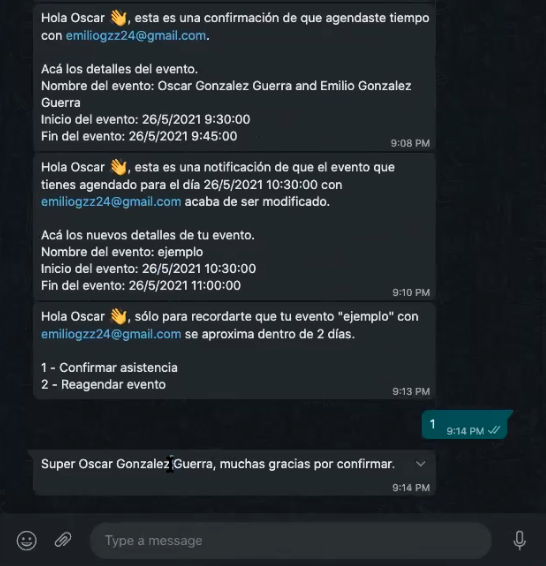 Hola Oscar 👋, esta es una confirmación de que agendaste tiempo
con emiliogzz24@gmail.com.
Acá los detalles del evento.
Nombre del evento: Oscar Gonzalez Guerra and Emilio Gonzalez
Guerra
Inicio del evento: 26/5/2021 9:30:00
Fin del evento: 26/5/2021 9:45:00
9:08 PM
Hola Oscar 👋, esta es una notificación de que el evento que
tienes agendado para el día 26/5/2021 10:30:00 con
emiliogzz24@gmail.com acaba de ser modificado.
Acá los nuevos detalles de tu evento.
Nombre del evento: ejemplo
Inicio del evento: 26/5/2021 10:30:00
Fin del evento: 26/5/2021 11:00:00
9:10 PM
Hola Oscar 👋, sólo para recordarte que tu evento "ejemplo" con
emiliogzz24@gmail.com se aproxima dentro de 2 días.
1 - Confirmar asistencia
2 - Reagendar evento
9:13 PM
1 9:14 PM
Super Oscar Gonzalez Guerra, muchas gracias por confirmar.
9:14 PM
Type a message